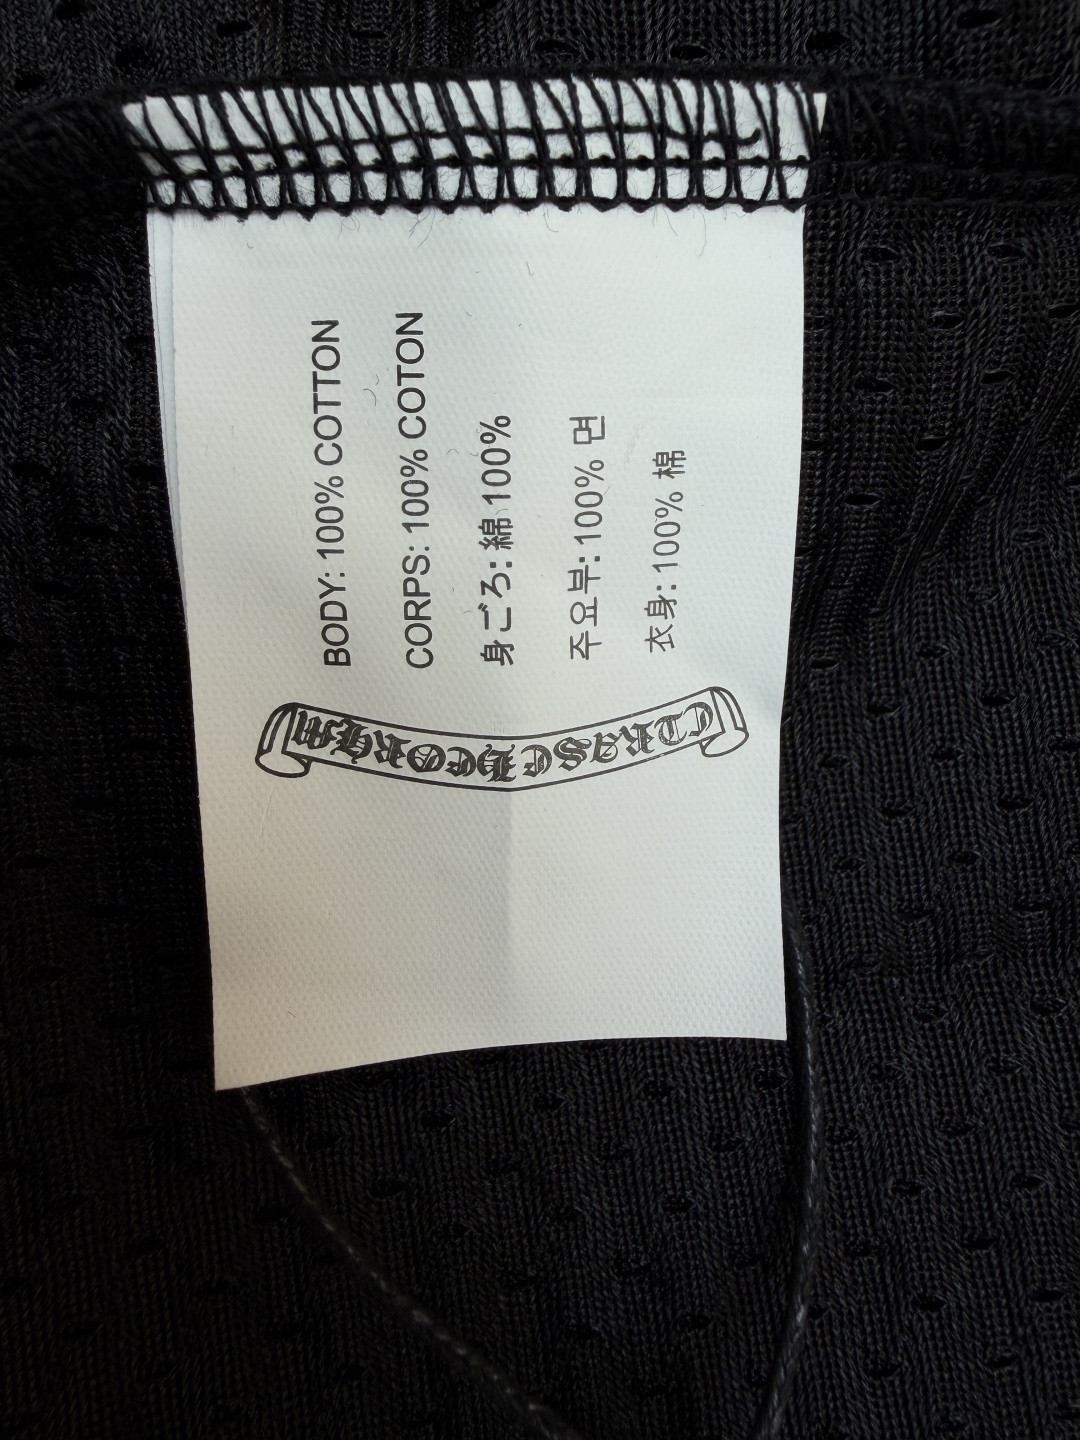 BODY: 100% COTTON
CORPS: 100% COTON
身ごろ: 綿 100%
주요부: 100% 면
衣身: 100% 棉